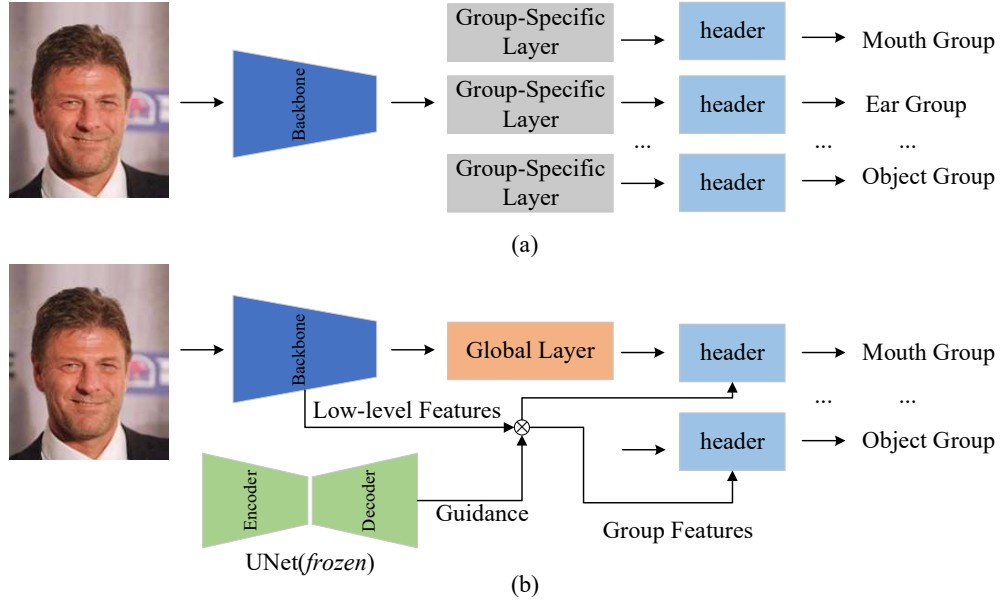 Group-Specific
Layer
header
Mouth Group
Backbone
Group-Specific
Layer
header
Ear Group
...
...
...
Group-Specific
Layer
header
Object Group
(a)
Backbone
Global Layer
header
Mouth Group
...
...
Low-level Features
header
Object Group
Encoder
Decoder
Guidance
Group Features
UNet(frozen)
(b)